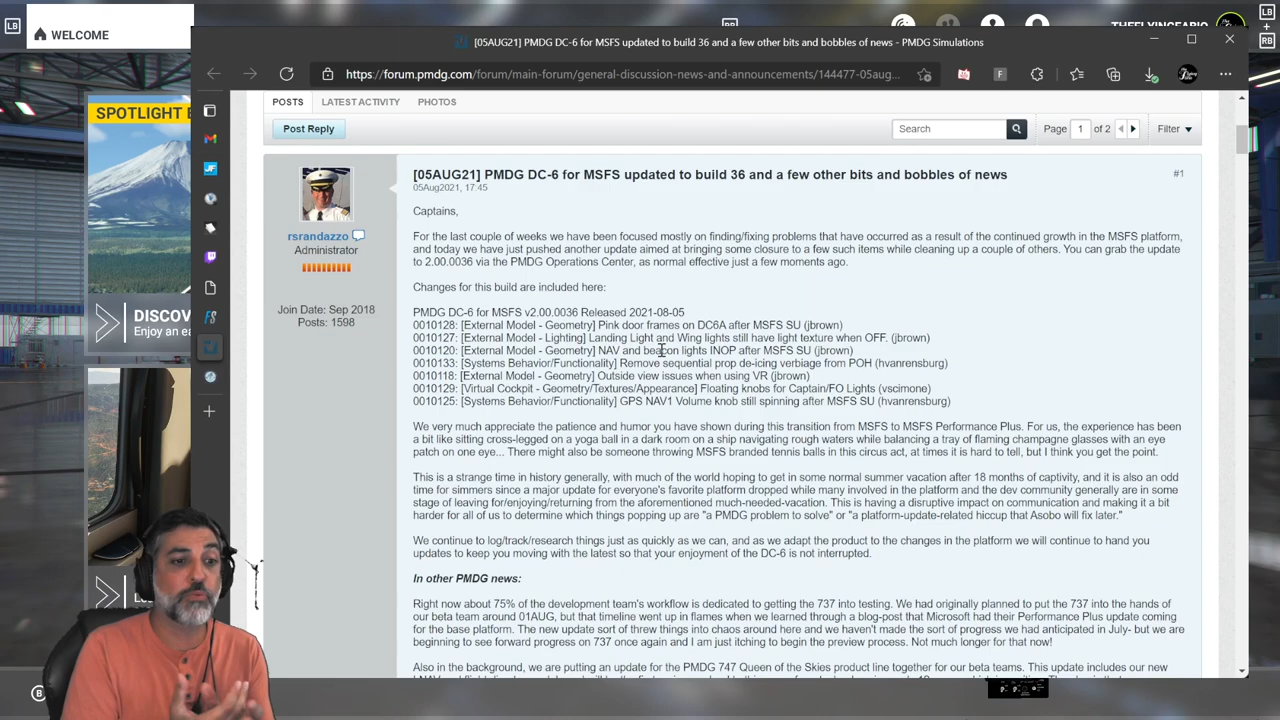 LB
WELCOME
RB
THEFLYINGFABIO
LB
+
RB
[05AUG21] PMDG DC-6 for MSFS updated to build 36 and a few other bits and bobbles of news - PMDG Simulations
https://forum.pmdg.com/forum/main-forum/general-discussion-news-and-announcements/144477-05aug...
SPOTLIGHT E
DISCOV
Enjoy an e
POSTS LATEST ACTIVITY PHOTOS
Post Reply
Search
Page 1 of 2
Filter
[05AUG21] PMDG DC-6 for MSFS updated to build 36 and a few other bits and bobbles of news
#1
05Aug2021, 17:45
rsrandazzo
Administrator
Join Date: Sep 2018
Posts: 1598
Captains,
For the last couple of weeks we have been focused mostly on finding/fixing problems that have occurred as a result of the continued growth in the MSFS platform,
and today we have just pushed another update aimed at bringing some closure to a few such items while cleaning up a couple of others. You can grab the update
to 2.00.0036 via the PMDG Operations Center, as normal effective just a few moments ago.
Changes for this build are included here:
PMDG DC-6 for MSFS v2.00.0036 Released 2021-08-05
0010128: [External Model - Geometry] Pink door frames on DC6A after MSFS SU (jbrown)
0010127: [External Model - Lighting] Landing Light and Wing lights still have light texture when OFF. (jbrown)
0010120: [External Model - Geometry] NAV and beacon lights INOP after MSFS SU (jbrown)
0010133: [Systems Behavior/Functionality] Remove sequential prop de-icing verbiage from POH (hvanrensburg)
0010118: [External Model - Geometry] Outside view issues when using VR (jbrown)
0010129: [Virtual Cockpit - Geometry/Textures/Appearance] Floating knobs for Captain/FO Lights (vscimone)
0010125: [Systems Behavior/Functionality] GPS NAV1 Volume knob still spinning after MSFS SU (hvanrensburg)
We very much appreciate the patience and humor you have shown during this transition from MSFS to MSFS Performance Plus. For us, the experience has been
a bit like sitting cross-legged on a yoga ball in a dark room on a ship navigating rough waters while balancing a tray of flaming champagne glasses with an eye
patch on one eye... There might also be someone throwing MSFS branded tennis balls in this circus act, at times it is hard to tell, but I think you get the point.
This is a strange time in history generally, with much of the world hoping to get in some normal summer vacation after 18 months of captivity, and it is also an odd
time for simmers since a major update for everyone's favorite platform dropped while many involved in the platform and the dev community generally are in some
stage of leaving for/enjoying/returning from the aforementioned much-needed-vacation. This is having a disruptive impact on communication and making it a bit
harder for all of us to determine which things popping up are "a PMDG problem to solve" or "a platform-update-related hiccup that Asobo will fix later."
We continue to log/track/research things just as quickly as we can, and as we adapt the product to the changes in the platform we will continue to hand you
updates to keep you moving with the latest so that your enjoyment of the DC-6 is not interrupted.
In other PMDG news:
Right now about 75% of the development team's workflow is dedicated to getting the 737 into testing. We had originally planned to put the 737 into the hands of
our beta team around 01AUG, but that timeline went up in flames when we learned through a blog-post that Microsoft had their Performance Plus update coming
for the base platform. The new update sort of threw things into chaos around here and we haven't made the sort of progress we had anticipated in July- but we are
beginning to see forward progress on 737 once again and I am just itching to begin the preview process. Not much longer for that now!
Also in the background, we are putting an update for the PMDG 747 Queen of the Skies product line together for our beta teams. This update includes our new